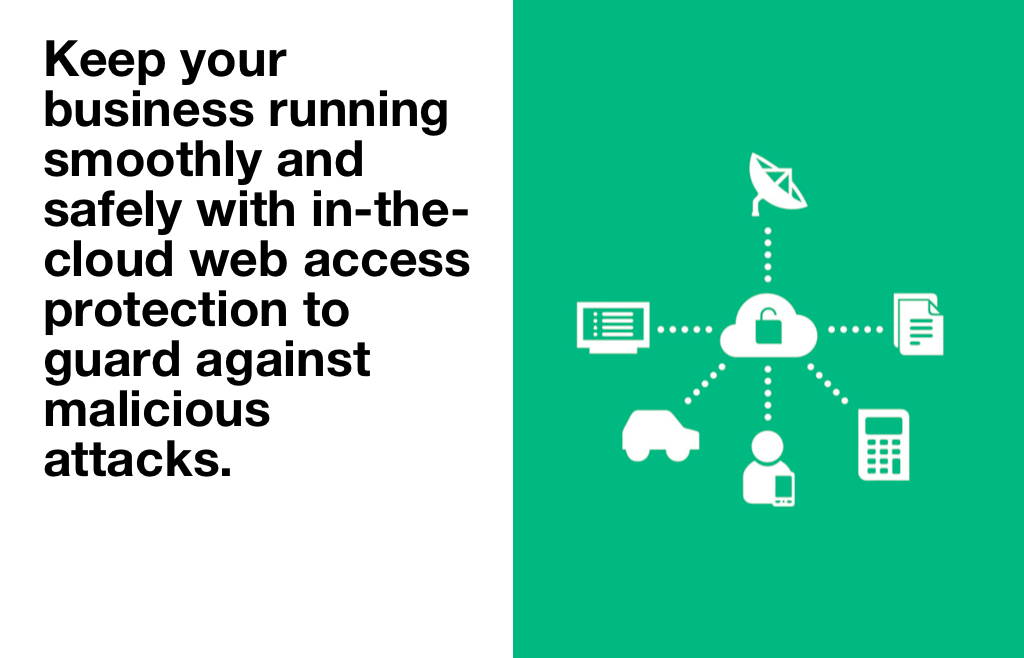 Keep your
business running
smoothly and
safely with in-the-
cloud web access
protection to
guard against
malicious
attacks.